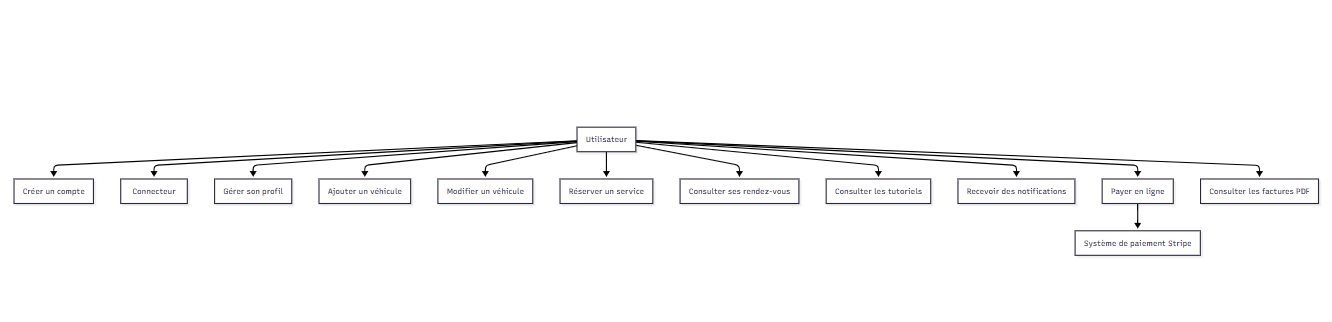 Utilisateur
Créer un compte
Connecteur
Gérer son profil
Ajouter un véhicule
Modifier un véhicule
Réserver un service
Consulter ses rendez-vous
Consulter les tutoriels
Recevoir des notifications
Payer en ligne
Consulter les factures PDF
Système de paiement Stripe